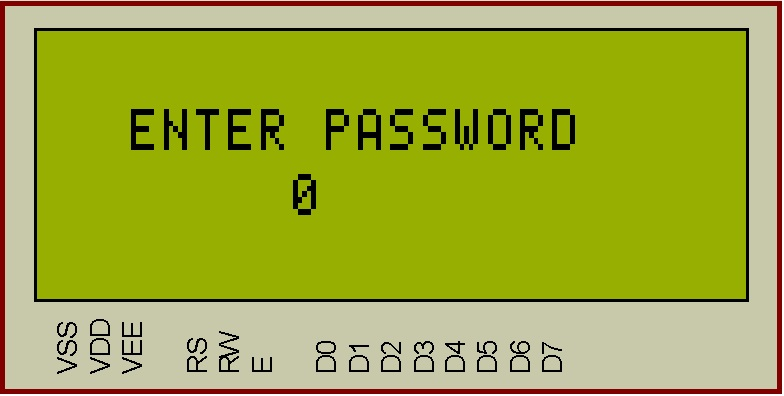 ENTER PASSWORD
0
VSS
VDD
VEE
RS
RW
E
D0
D1
D2
D3
D4
D5
D6
D7